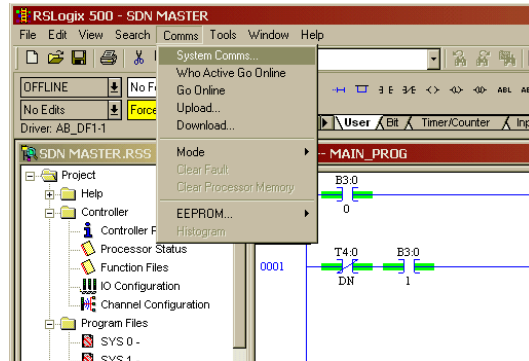 RSLogix 500 - SDN MASTER
File Edit View Search Comms Tools Window Help
System Comms...
Who Active Go Online
Go Online
Upload...
Download...
Mode
Clear Fault
Clear Processor Memory
EEPROM...
Histogram
OFFLINE
No F
No Edits
Force
Driver: AB_DF1-1
ABL
User Bit Timer/Counter
SDN MASTER.RSS
-- MAIN_PROG
Project
Help
Controller
Controller P
Processor Status
Function Files
IO Configuration
Channel Configuration
Program Files
SYS 0 -
SYS 1 -
B3:0
0
0001
T4:0
B3:0
DN
1